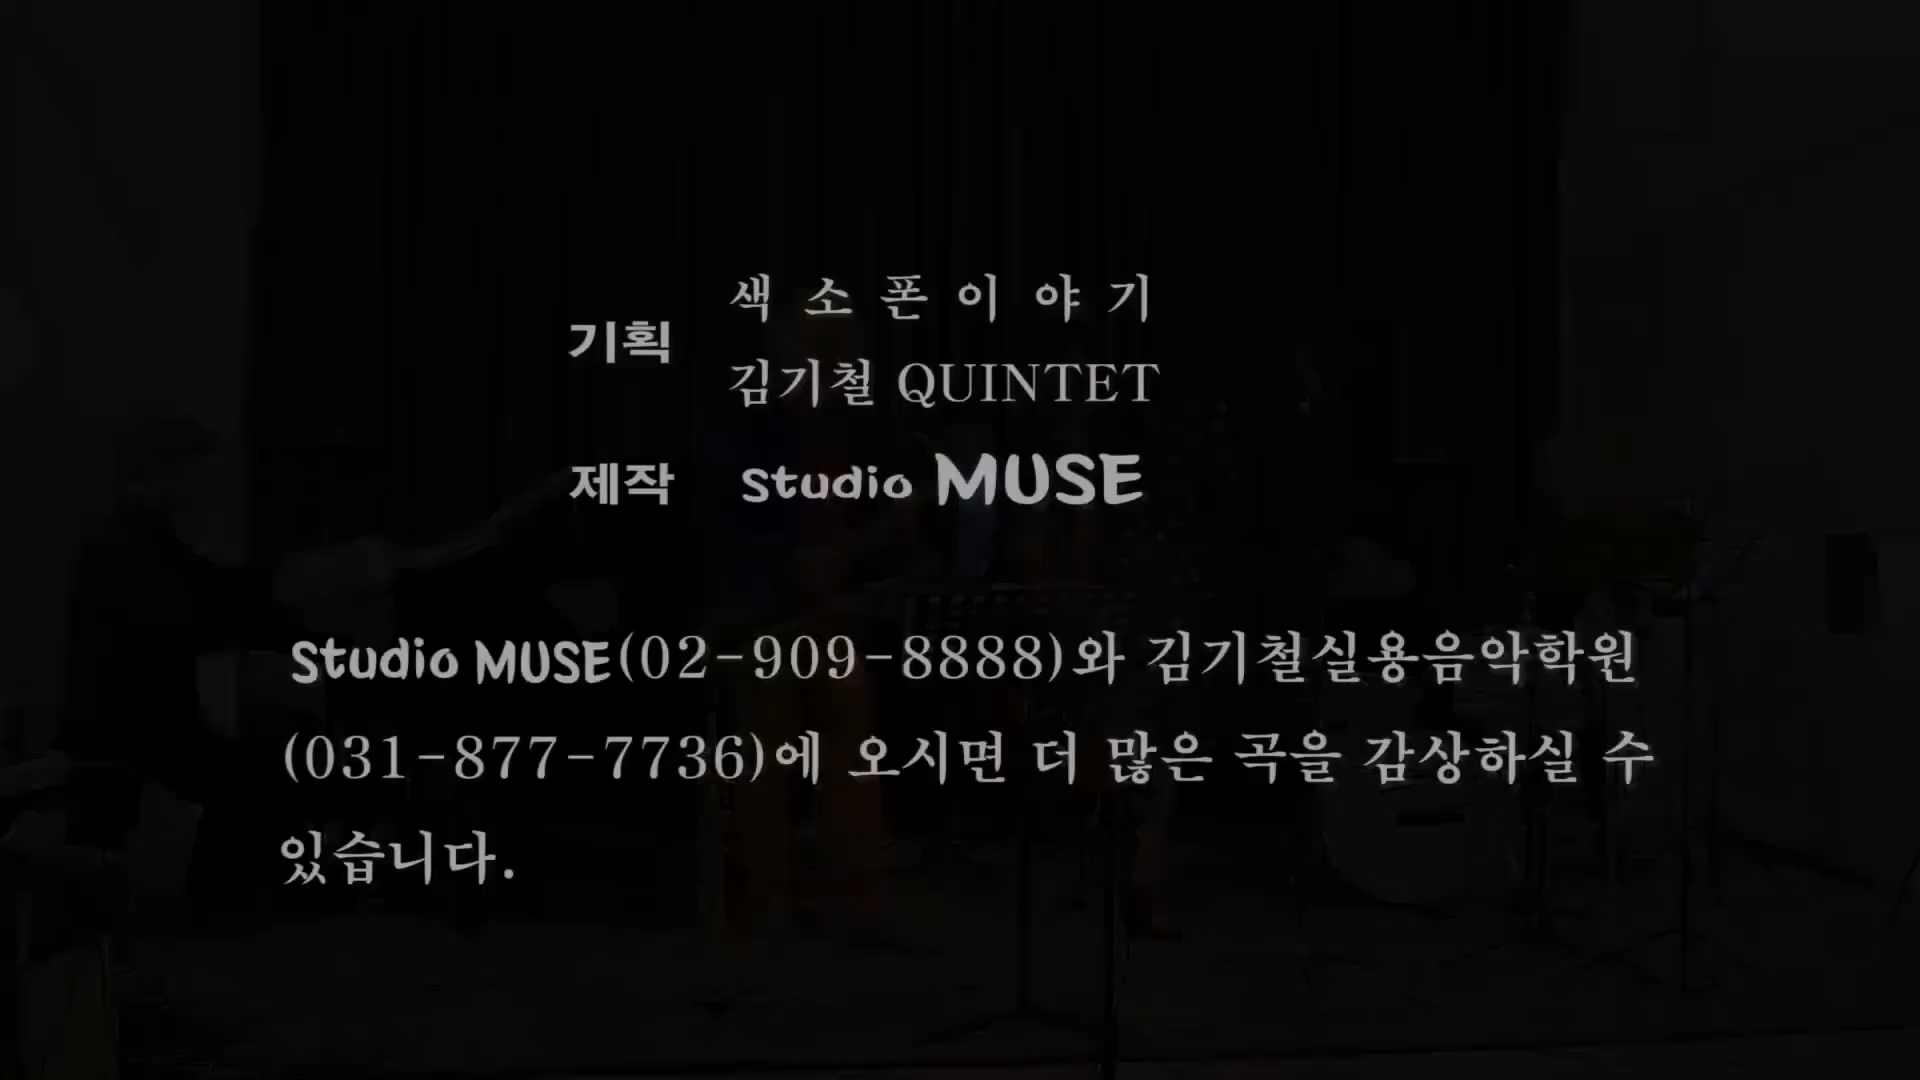 색소폰이야기
기획
김기철 QUINTET
제작 Studio MUSE
Studio MUSE(02-909-8888)와 김기철실용음악학원
(031-877-7736)에 오시면 더 많은 곡을 감상하실 수
있습니다.